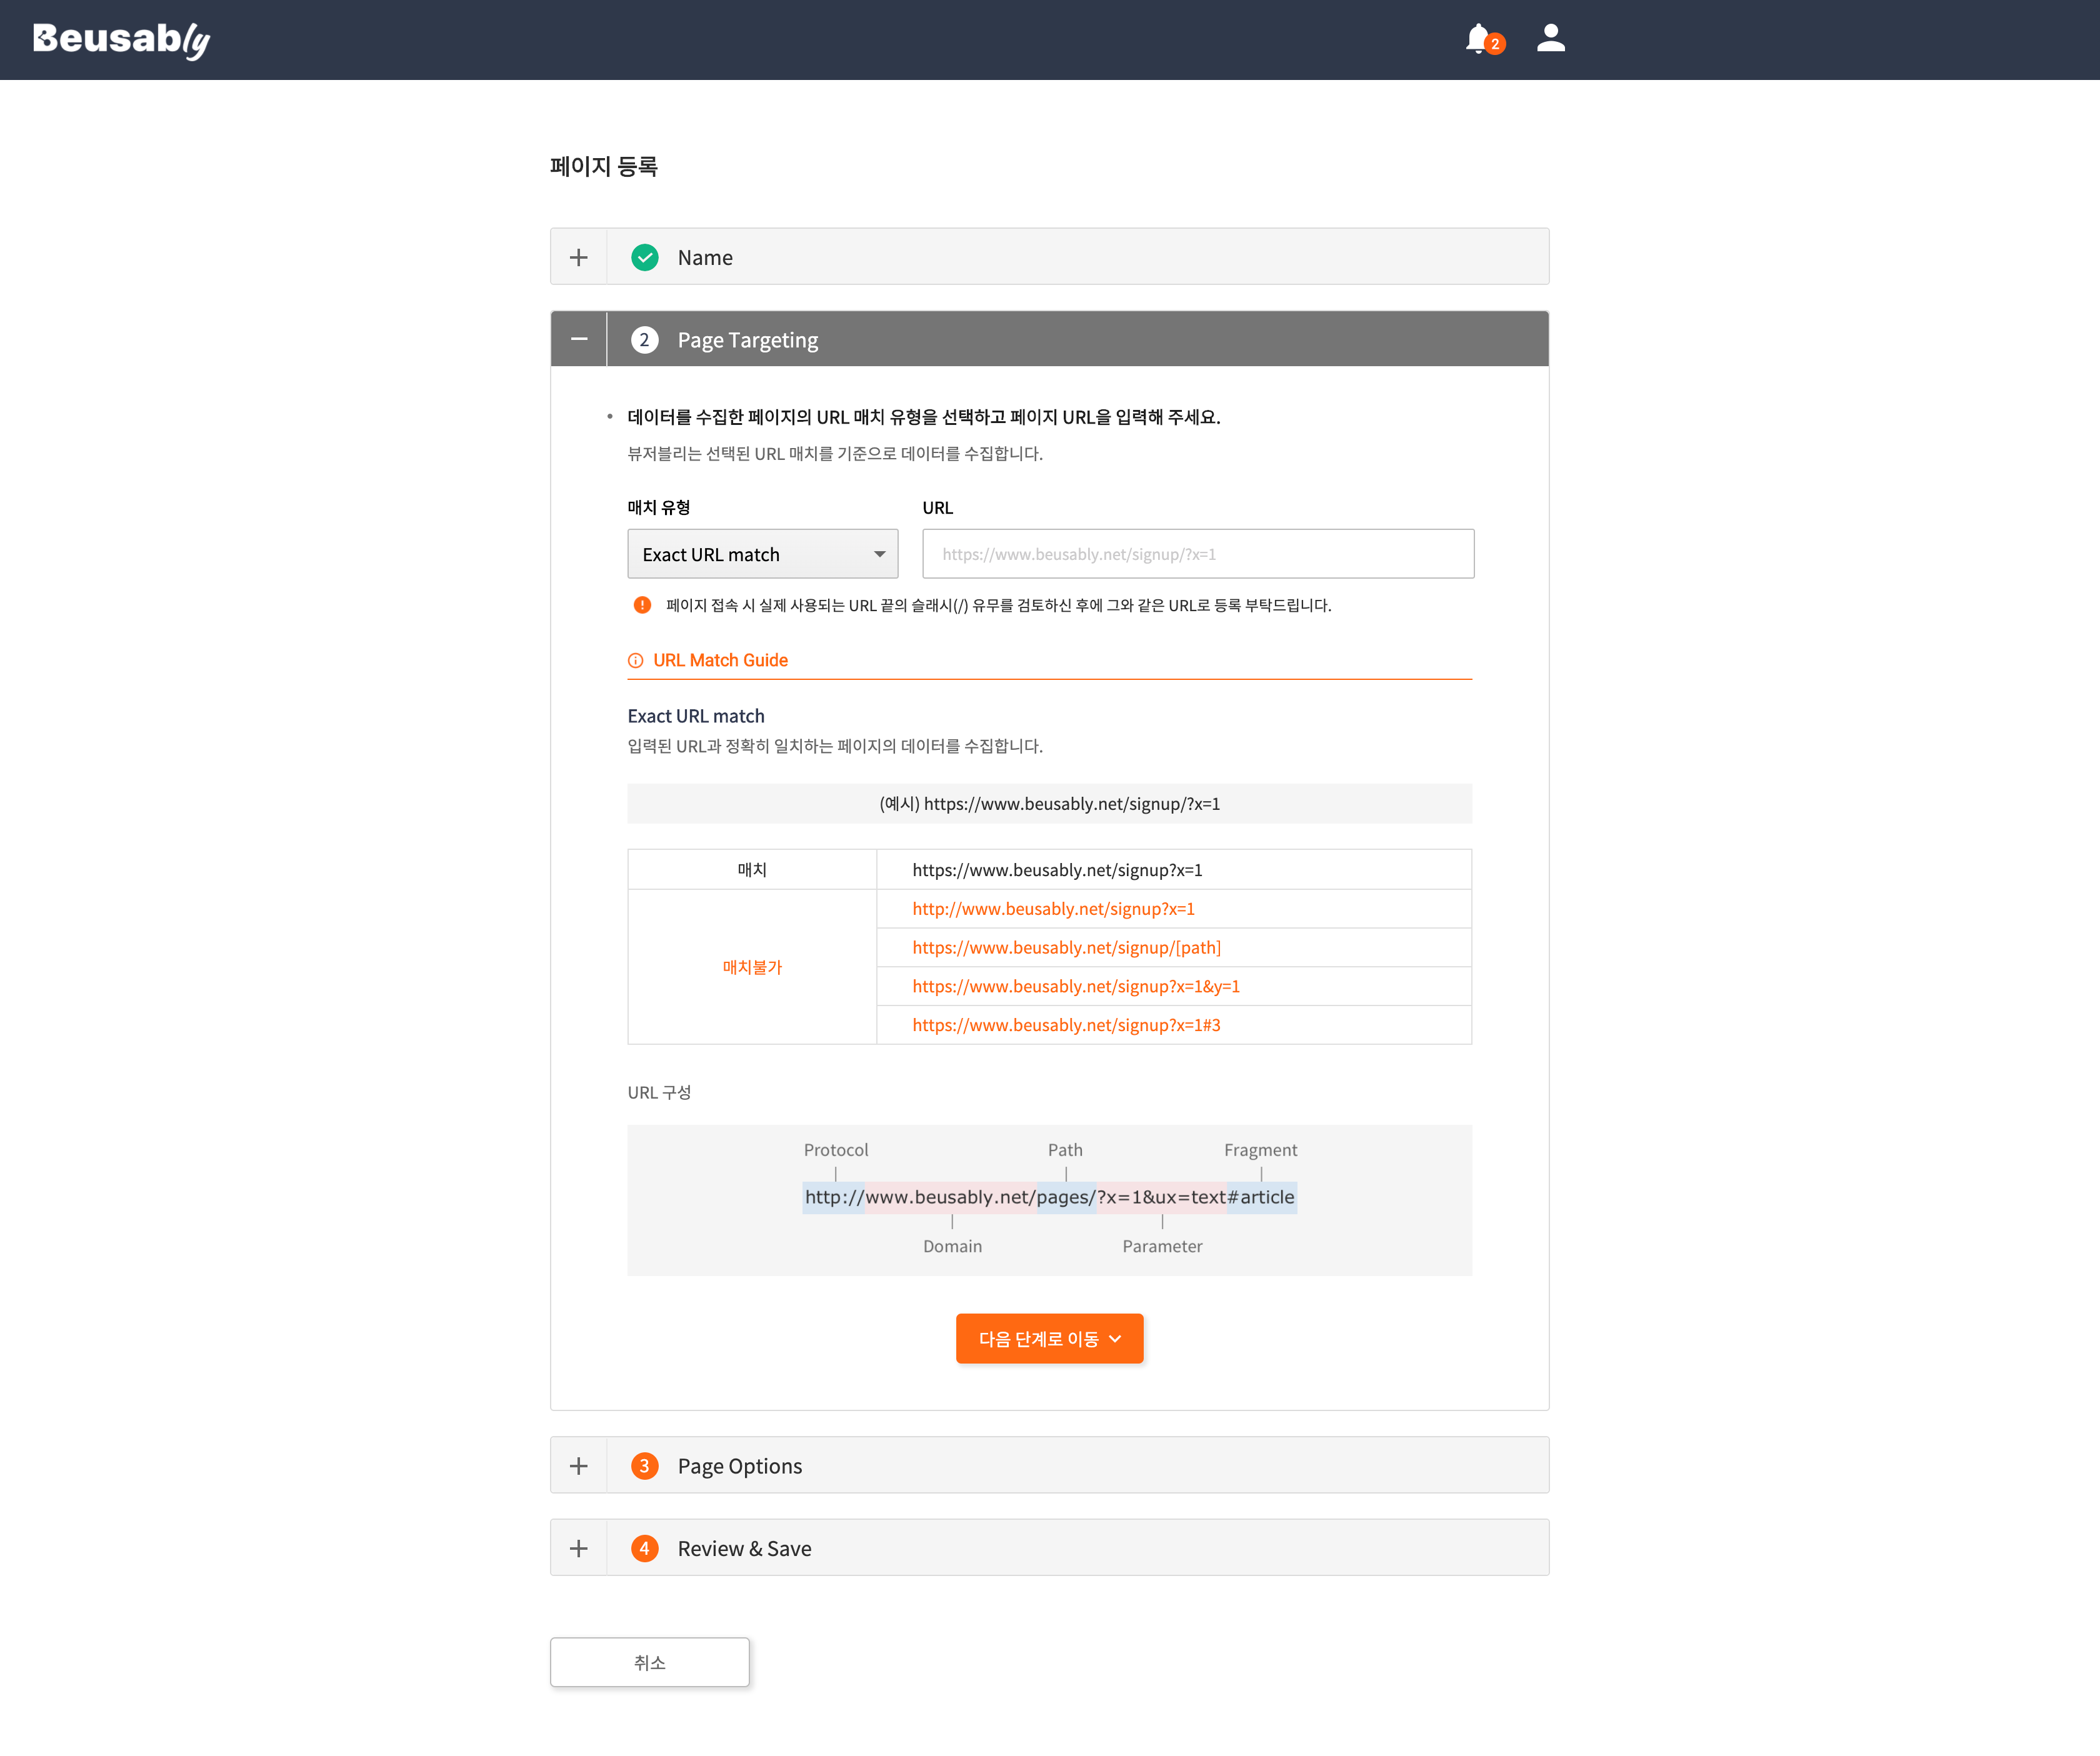 Beusably
2
페이지 등록
Name
2 Page Targeting
• 데이터를 수집한 페이지의 URL 매치 유형을 선택하고 페이지 URL을 입력해 주세요.
뷰저블리는 선택된 URL 매치를 기준으로 데이터를 수집합니다.
매치 유형 URL
Exact URL match https://www.beusably.net/signup/?x=1
페이지 접속 시 실제 사용되는 URL 끝의 슬래시(/) 유무를 검토하신 후에 그와 같은 URL로 등록 부탁드립니다.
URL Match Guide
Exact URL match
입력된 URL과 정확히 일치하는 페이지의 데이터를 수집합니다.
(예시) https://www.beusably.net/signup/?x=1
매치 https://www.beusably.net/signup?x=1
매치불가
http://www.beusably.net/signup?x=1
https://www.beusably.net/signup/[path]
https://www.beusably.net/signup?x=1&y=1
https://www.beusably.net/signup?x=1#3
URL 구성
Protocol Path Fragment
http://www.beusably.net/pages/?x=1&ux=text#article
Domain Parameter
다음 단계로 이동
3 Page Options
4 Review & Save
취소